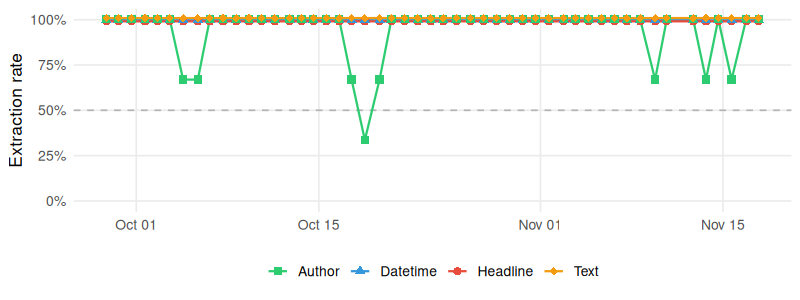 Extraction rate
100%
75%
50%
25%
0%
Oct 01 Oct 15 Nov 01 Nov 15
Author Datetime Headline Text